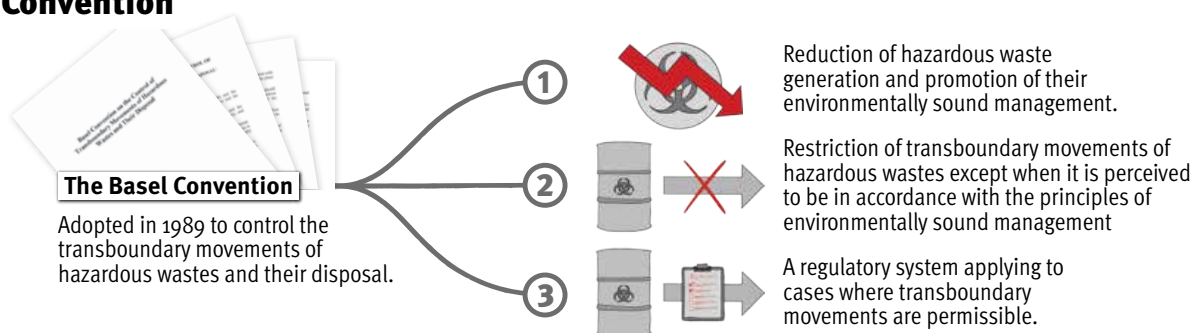 Convention
Basel Convention on the Control of
Transboundary Movements of Hazardous
Wastes and Their Disposal
The Basel Convention
Adopted in 1989 to control the
transboundary movements of
hazardous wastes and their disposal.
1
Reduction of hazardous waste
generation and promotion of their
environmentally sound management.
2
Restriction of transboundary movements of
hazardous wastes except when it is perceived
to be in accordance with the principles of
environmentally sound management
3
A regulatory system applying to
cases where transboundary
movements are permissible.